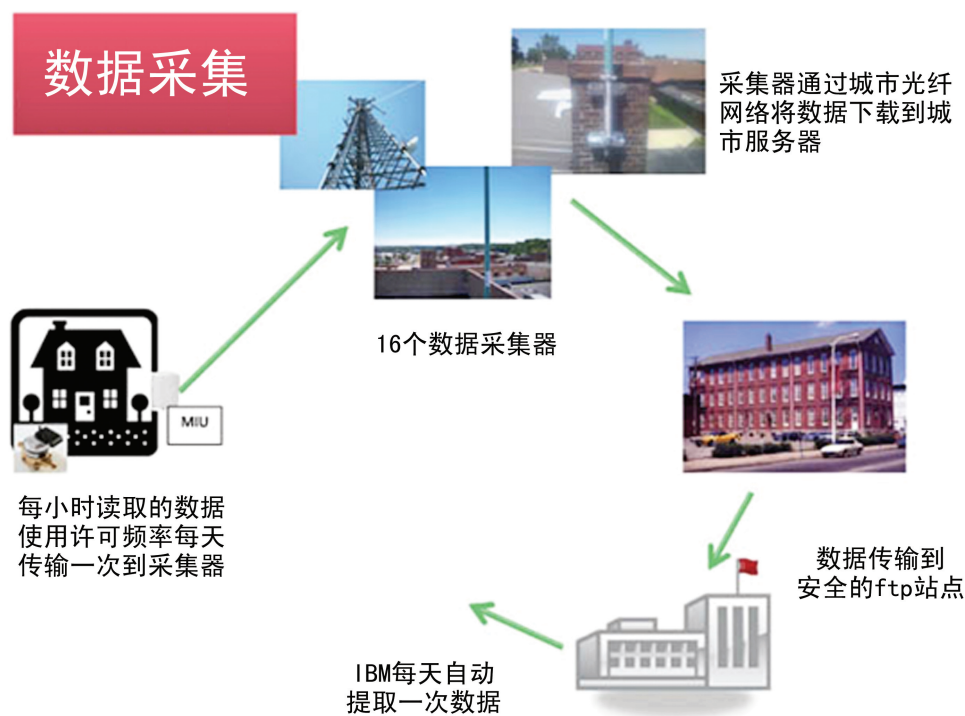 数据采集
采集器通过城市光纤
网络将数据下载到城
市服务器
16个数据采集器
MIU
每小时读取的数据
使用许可频率每天
传输一次到采集器
数据传输到
安全的ftp站点
IBM每天自动
提取一次数据